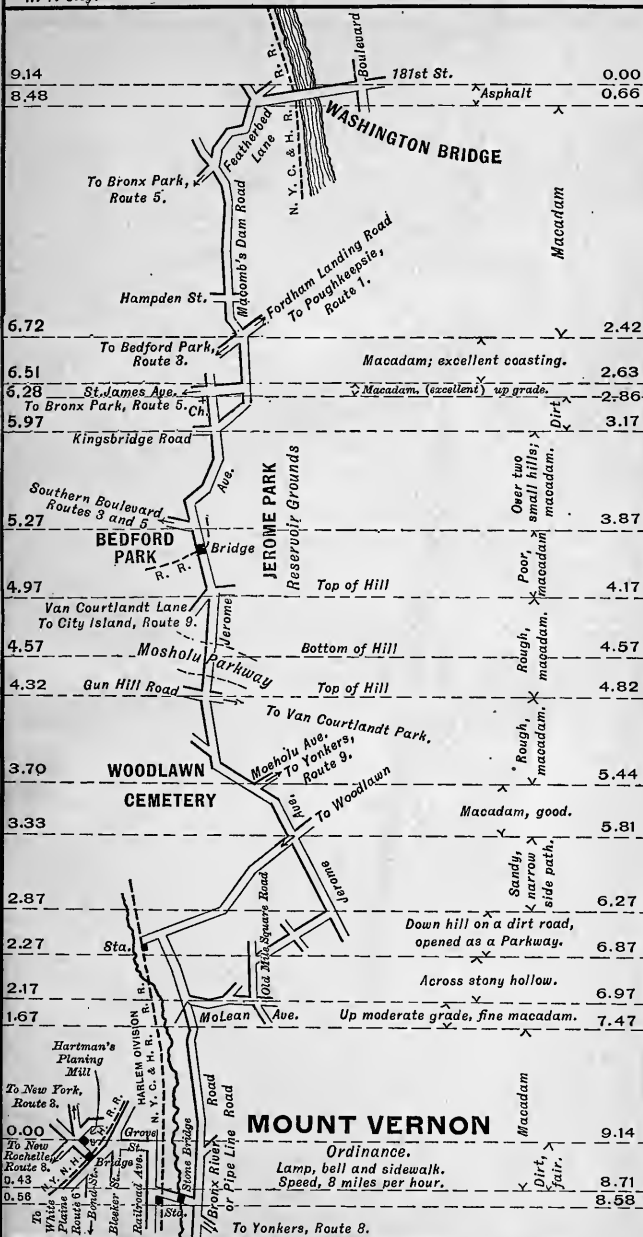 9.14
Boulevard
181st St.
0.00
8.48
Asphalt
0.66
R. R.
N. Y. C. & H. R.
WASHINGTON BRIDGE
Featherbed
Lane
To Bronx Park,
Route 5.
Macomb's Dam Road
Macadam
Hampden St.
Fordham Landing Road
To Poughkeepsie,
Route 1.
6.72
2.42
To Bedford Park,
Route 3.
Macadam; excellent coasting.
6.51
2.63
6.28
St. James Ave.
Macadam, (excellent) up grade.
2.86
To Bronx Park, Route 5.
Ch.
Dirt
5.97
3.17
Kingsbridge Road
Ave.
Over two
small hills;
macadam.
Southern Boulevard
Routes 3 and 5
JEROME PARK
Reservoir Grounds
5.27
3.87
BEDFORD
PARK
Bridge
R. R.
Poor,
macadam
4.97
Top of Hill
4.17
Van Courtlandt Lane
To City Island, Route 9.
Jerome
Rough,
macadam.
4.57
Bottom of Hill
4.57
Mosholu Parkway
4.32
Gun Hill Road
Top of Hill
4.82
To Van Courtlandt Park.
Rough,
macadam.
WOODLAWN
CEMETERY
Mosholu Ave.
To Yonkers,
Route 9.
3.70
5.44
Ave.
To Woodlawn
Macadam, good.
3.33
5.81
Jerome
Sandy,
narrow
side path.
2.87
6.27
Old Mile Square Road
Down hill on a dirt road,
opened as a Parkway.
Sta.
2.27
6.87
Across stony hollow.
2.17
6.97
McLean Ave.
Up moderate grade, fine macadam.
1.67
7.47
Hartman's
Planing
Mill
HARLEM DIVISION
N. Y. C. & H. R. R. R.
To New York,
Route 3.
R. R.
Road
Road
Macadam
MOUNT VERNON
0.00
Grove
St.
9.14
To New
Rochelle,
Route 8.
N. Y. N. H.
Bridge
Stone Bridge
Bronx River
or Pipe Line
Ordinance.
Lamp, bell and sidewalk.
Speed, 8 miles per hour.
Dirt,
fair.
0.43
8.71
0.56
Sta.
8.58
To
White
Plains
Route 6
Bond St.
Bleeker St.
Railroad Ave.
To Yonkers, Route 8.